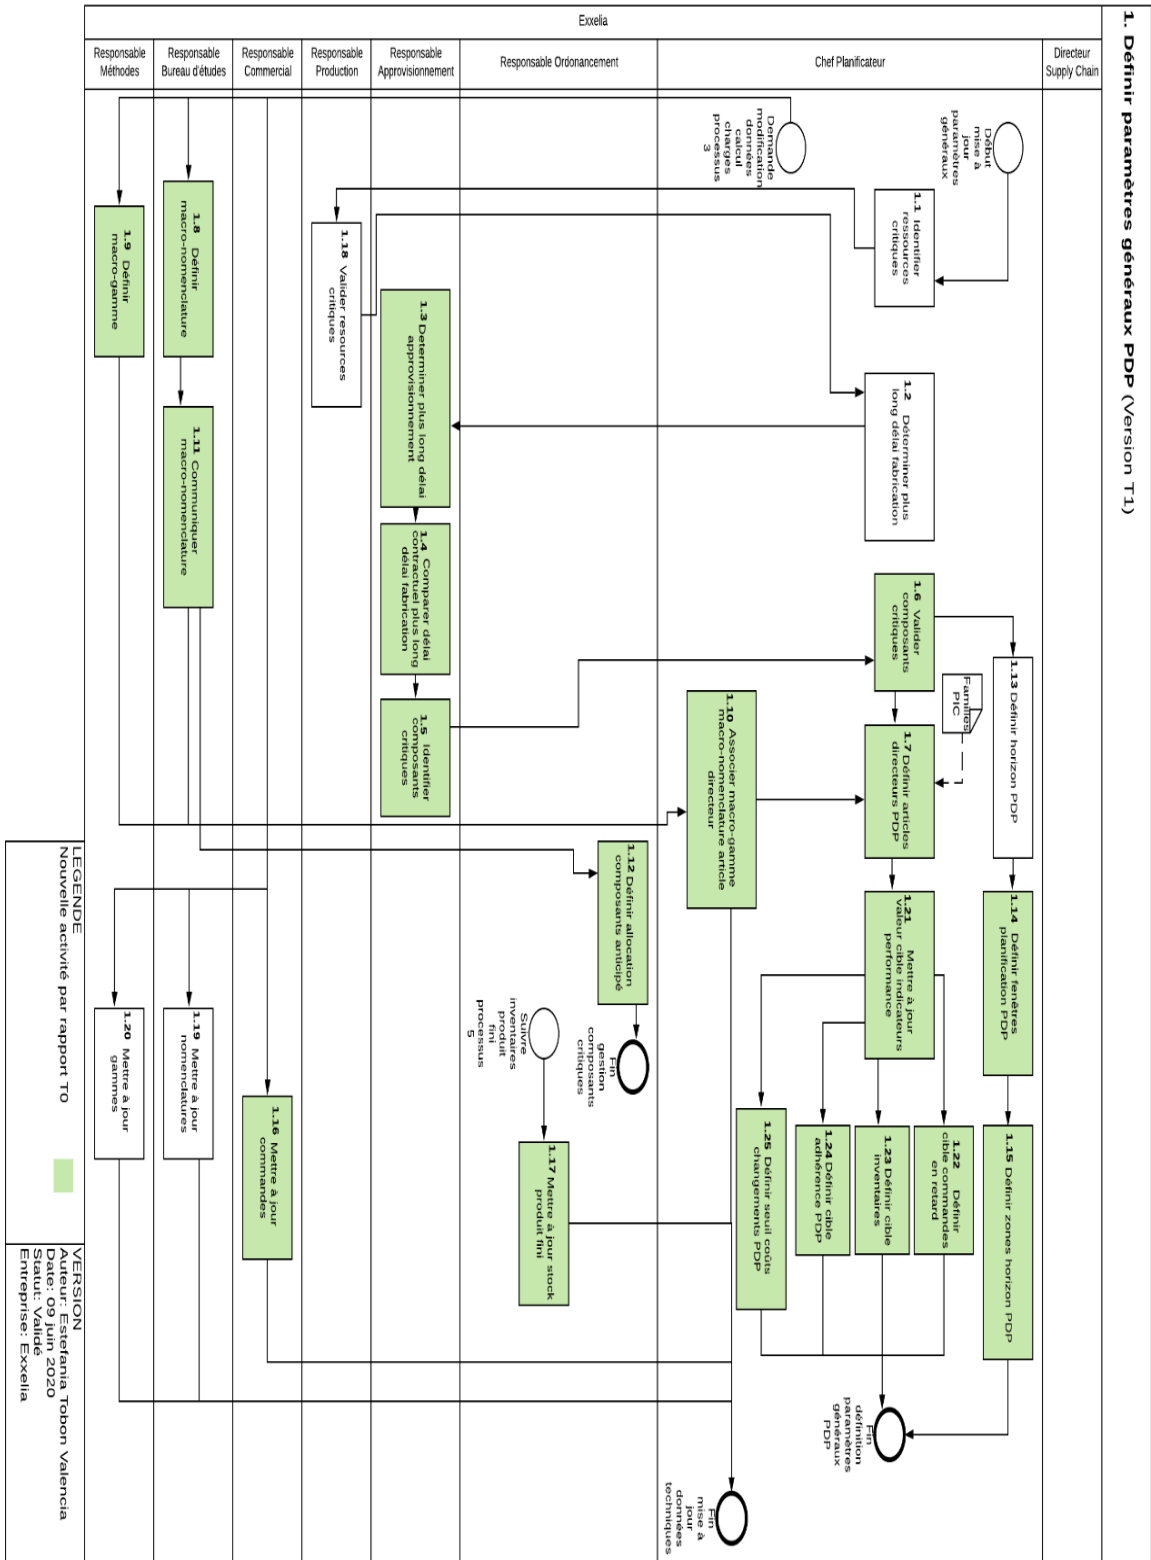 1. Définir paramètres généraux PDP (Version T1)
Exxelia
Directeur
Supply Chain
Chef Planificateur
Responsable Ordonancement
Responsable
Approvisionnement
Responsable
Production
Responsable
Commercial
Responsable
Bureau d'études
Responsable
Méthodes
Début
mise à
jour
paramètres
généraux
Demande
modification
données
calcul
charges
processus
3
1.1 Identifier
ressources
critiques
1.18 Valider resources
critiques
1.2 Déterminer plus
long délai fabrication
1.3 Determiner plus long délai
approvisionnement
1.4 Comparer délai
contractuel plus long
délai fabrication
1.5 Identifier
composants
critiques
1.6 Valider
composants
critiques
Familles
PIC
1.13 Définir horizon PDP
1.7 Définir articles
directeurs PDP
1.8 Définir
macro-nomenclature
1.9 Définir
macro-gamme
1.11 Communiquer
macro-nomenclature
1.10 Associer macro-gamme
macro-nomenclature article
directeur
1.12 Définir allocation
composants anticipé
Fin
gestion
composants
critiques
1.14 Définir fenêtres
planification PDP
1.15 Définir zones horizon PDP
1.21 Mettre à jour
valeur cible indicateurs
performance
1.22 Définir
cible commandes
en retard
1.23 Définir cible
inventaires
1.24 Définir cible
adhérence PDP
1.25 Définir seuil coûts
changements PDP
Fin
définition
paramètres
généraux
PDP
Suivre
inventaires
produit
fini
processus
5
1.17 Mettre à jour stock
produit fini
1.16 Mettre à jour
commandes
1.19 Mettre à jour
nomenclatures
1.20 Mettre à jour
gammes
Fin
mise à
jour
données
techniques
LEGENDE
Nouvelle activité par rapport T0
VERSION
Auteur: Estefania Tobon Valencia
Date: 09 juin 2020
Statut: Validé
Entreprise: Exxelia